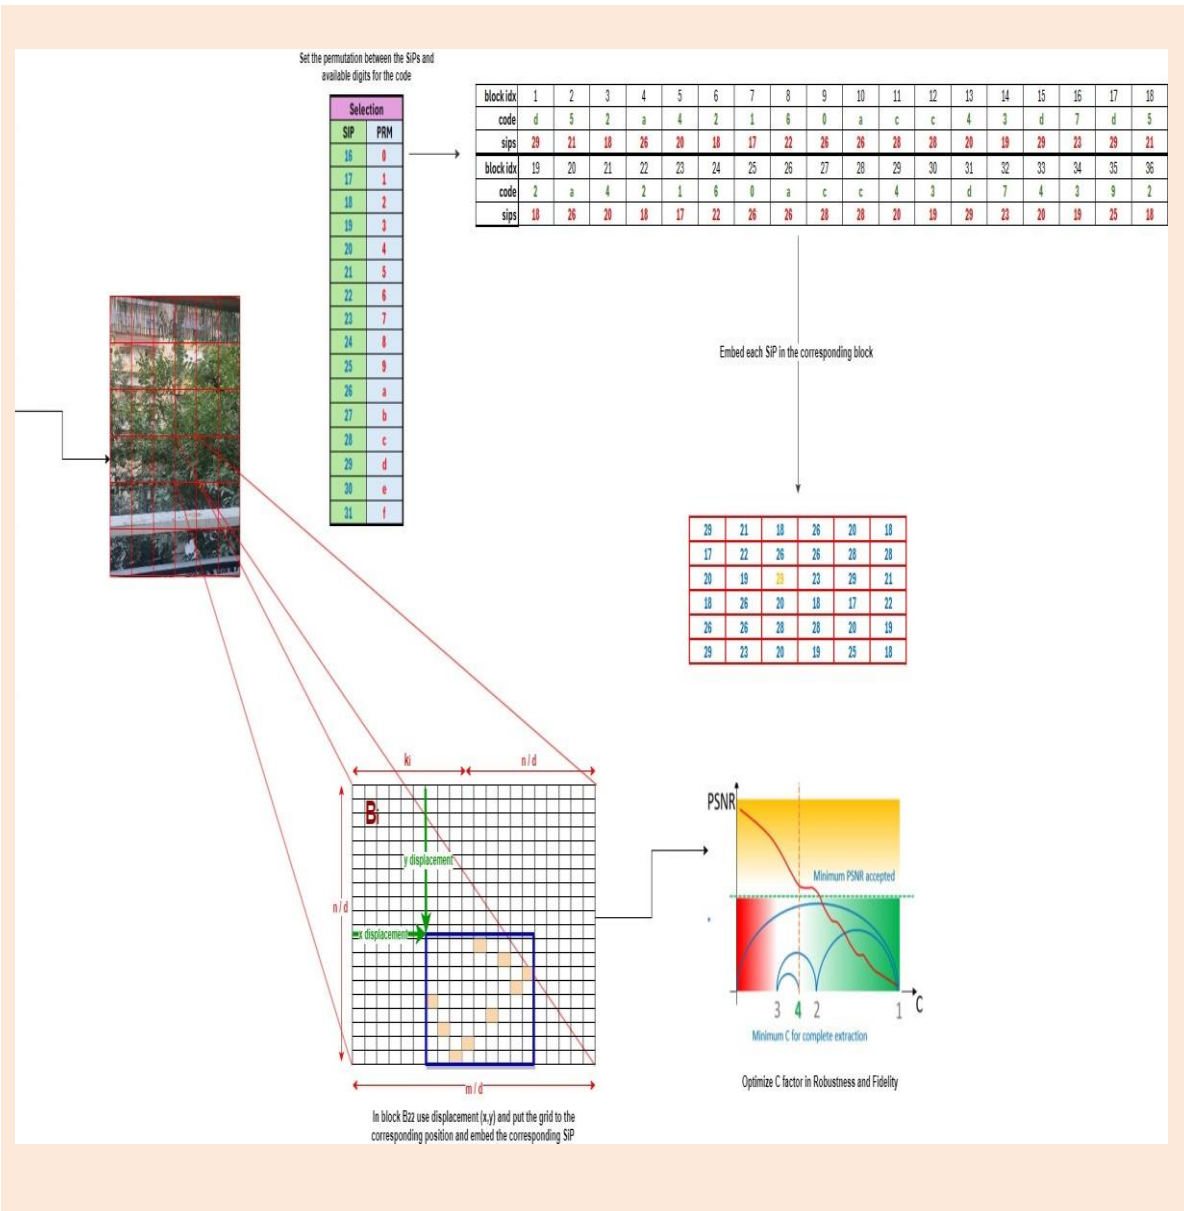 Set the permutation between the SiPs and
available digits for the code
Selection
SIP PRM
16 0
17 1
18 2
19 3
20 4
21 5
22 6
23 7
24 8
25 9
26 a
27 b
28 c
29 d
30 e
31 f
block idx 1 2 3 4 5 6 7 8 9 10 11 12 13 14 15 16 17 18
code d 5 2 a 4 2 1 6 0 a c c 4 3 d 7 d 5
sips 29 21 18 26 20 18 17 22 26 26 28 28 20 19 29 23 29 21
block idx 19 20 21 22 23 24 25 26 27 28 29 30 31 32 33 34 35 36
code 2 a 4 2 1 6 0 a c c 4 3 d 7 4 3 9 2
sips 18 26 20 18 17 22 26 26 28 28 20 19 29 23 20 19 25 18
Embed each SiP in the corresponding block
29 21 18 26 20 18
17 22 26 26 28 28
20 19 29 23 29 21
18 26 20 18 17 22
26 26 28 28 20 19
29 23 20 19 25 18
ki n / d
Bi
y displacement
n / d
x displacement
m / d
In block B22 use displacement (x,y) and put the grid to the
corresponding position and embed the corresponding SiP
PSNR
Minimum PSNR accepted
3 4 2 1 C
Minimum C for complete extraction
Optimize C factor in Robustness and Fidelity